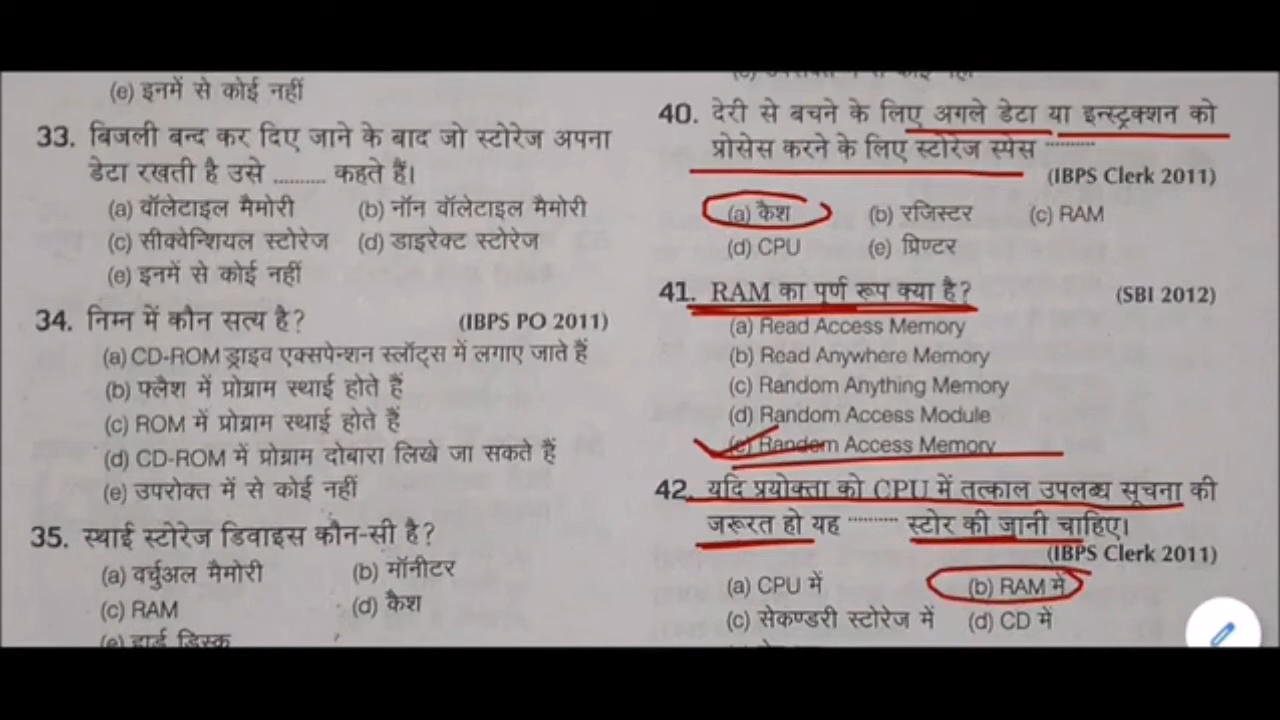 (e) इनमें से कोई नहीं
33. बिजली बन्द कर दिए जाने के बाद जो स्टोरेज अपना
डेटा रखती है उसे .......... कहते हैं।
(a) वॉलेटाइल मैमोरी (b) नॉन वॉलेटाइल मैमोरी
(c) सीक्वेन्शियल स्टोरेज (d) डाइरेक्ट स्टोरेज
(e) इनमें से कोई नहीं
34. निम्न में कौन सत्य है? (IBPS PO 2011)
(a) CD-ROM ड्राइव एक्सपेन्शन स्लॉट्स में लगाए जाते हैं
(b) फ्लैश में प्रोग्राम स्थाई होते हैं
(c) ROM में प्रोग्राम स्थाई होते हैं
(d) CD-ROM में प्रोग्राम दोबारा लिखे जा सकते हैं
(e) उपरोक्त में से कोई नहीं
35. स्थाई स्टोरेज डिवाइस कौन-सी है?
(a) वर्चुअल मैमोरी (b) मॉनीटर
(c) RAM (d) कैश
(e) हार्ड डिस्क
40. देरी से बचने के लिए अगले डेटा या इन्स्ट्रक्शन को
प्रोसेस करने के लिए स्टोरेज स्पेस ..........
(IBPS Clerk 2011)
(a) कैश (b) रजिस्टर (c) RAM
(d) CPU (e) प्रिण्टर
41. RAM का पूर्ण रूप क्या है? (SBI 2012)
(a) Read Access Memory
(b) Read Anywhere Memory
(c) Random Anything Memory
(d) Random Access Module
(e) Random Access Memory
42. यदि प्रयोक्ता को CPU में तत्काल उपलब्ध सूचना की
जरूरत हो यह .......... स्टोर की जानी चाहिए।
(IBPS Clerk 2011)
(a) CPU में (b) RAM में
(c) सेकण्डरी स्टोरेज में (d) CD में